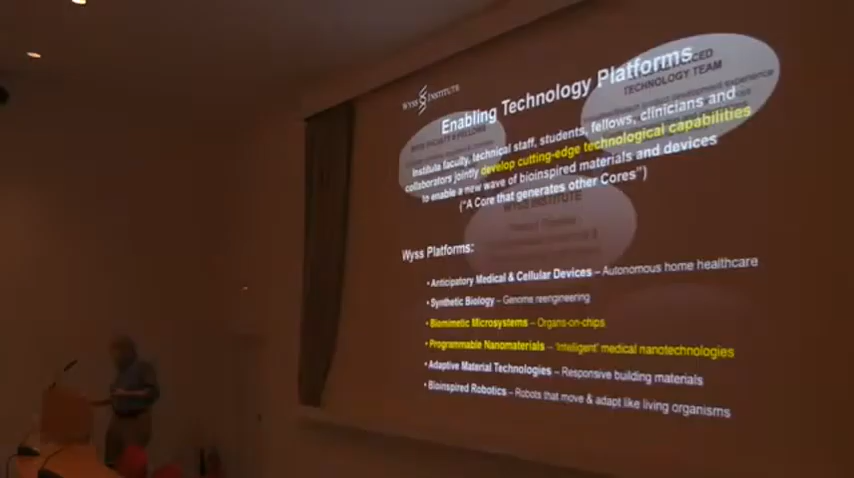 WYSS INSTITUTE
Enabling Technology Platforms
TECHNOLOGY TEAM
Institute faculty, technical staff, students, fellows, clinicians and
collaborators jointly develop cutting-edge technological capabilities
to enable a new wave of bioinspired materials and devices
("A Core that generates other Cores")
WYSS INSTITUTE
Wyss Platforms:
• Anticipatory Medical & Cellular Devices – Autonomous home healthcare
• Synthetic Biology – Genome reengineering
• Biomimetic Microsystems – Organs-on-chips
• Programmable Nanomaterials – 'Intelligent' medical nanotechnologies
• Adaptive Material Technologies – Responsive building materials
• Bioinspired Robotics – Robots that move & adapt like living organisms